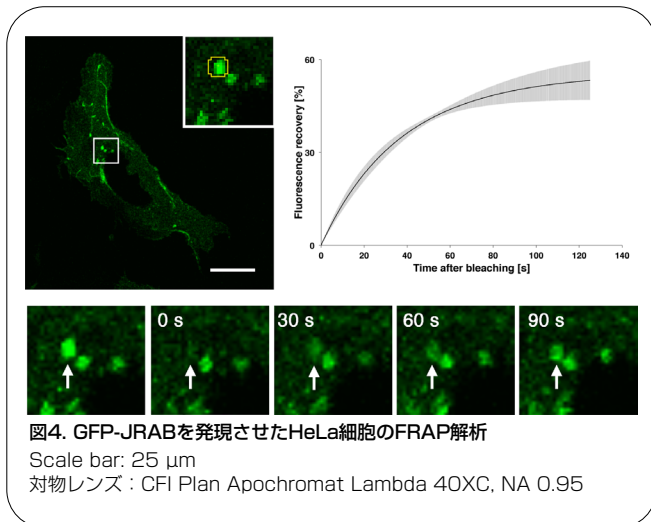 60
30
0
Fluorescence recovery [%]
0 20 40 60 80 100 120 140
Time after bleaching [s]
0 s 30 s 60 s 90 s
図4. GFP-JRABを発現させたHeLa細胞のFRAP解析
Scale bar: 25 µm
対物レンズ：CFI Plan Apochromat Lambda 40XC, NA 0.95